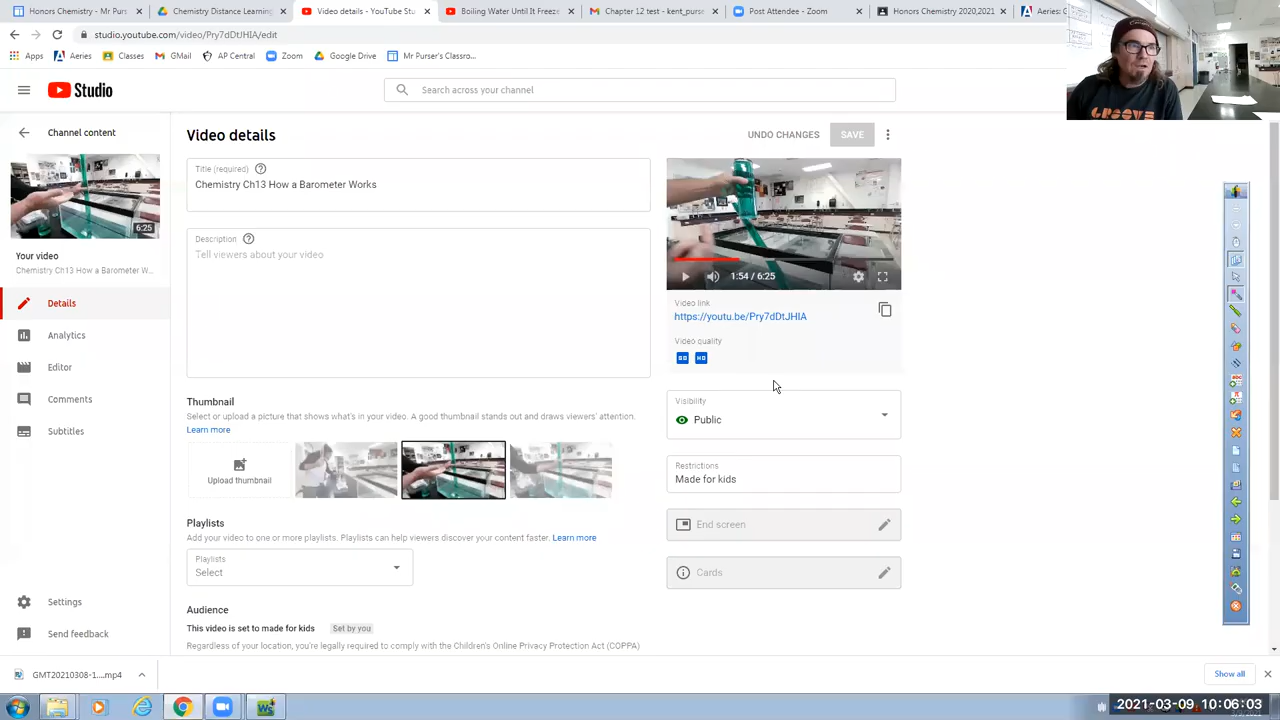 Honors Chemistry - Mr Purs
Chemistry Distance Learning
Video details - YouTube Stu
Boiling Water Until It Freez
Chapter 12 test - kent_purse
Post Attendee - Zoom
Honors Chemistry 2020,2021
Aeries: G
studio.youtube.com/video/Pry7dDtJHIA/edit
Apps
Aeries
Classes
GMail
AP Central
Zoom
Google Drive
Mr Purser's Classro...
Studio
Search across your channel
GROOVE
Channel content
6:25
Your video
Chemistry Ch13 How a Barometer W...
Details
Analytics
Editor
Comments
Subtitles
Settings
Send feedback
Video details
UNDO CHANGES
SAVE
Title (required)
Chemistry Ch13 How a Barometer Works
Description
Tell viewers about your video
Thumbnail
Select or upload a picture that shows what's in your video. A good thumbnail stands out and draws viewers' attention.
Learn more
Upload thumbnail
Playlists
Add your video to one or more playlists. Playlists can help viewers discover your content faster. Learn more
Playlists
Select
Audience
This video is set to made for kids Set by you
Regardless of your location, you're legally required to comply with the Children's Online Privacy Protection Act (COPPA)
1:54 / 6:25
Video link
https://youtu.be/Pry7dDtJHIA
Video quality
SD HD
Visibility
Public
Restrictions
Made for kids
End screen
Cards
GMT20210308-1....mp4
Show all
2021-03-09 10:06:03